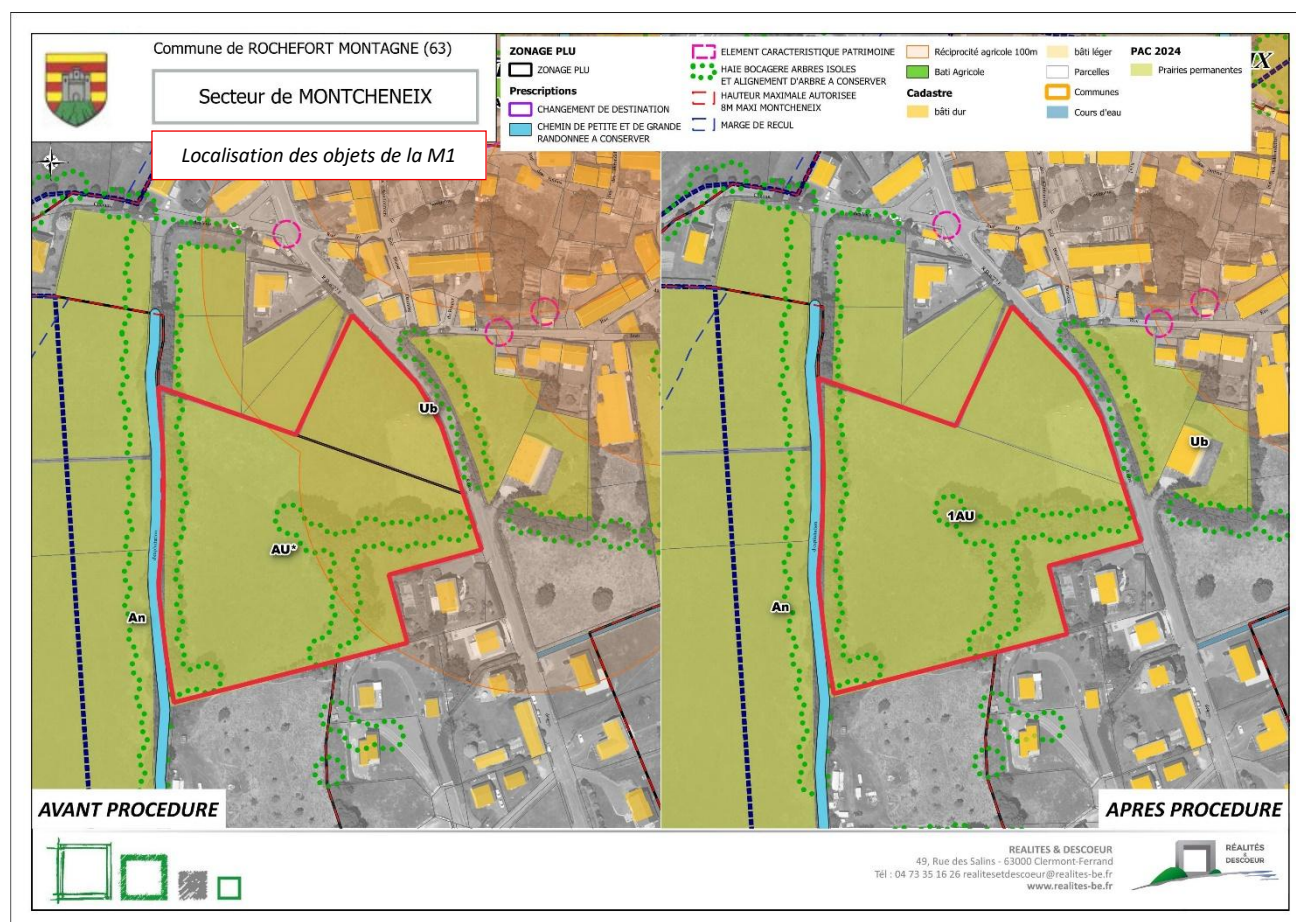 Commune de ROCHEFORT MONTAGNE (63)
Secteur de MONTCHENEIX
Localisation des objets de la M1
ZONAGE PLU
ZONAGE PLU
Prescriptions
CHANGEMENT DE DESTINATION
CHEMIN DE PETITE ET DE GRANDE
RANDONNEE A CONSERVER
ELEMENT CARACTERISTIQUE PATRIMOINE
HAIE BOCAGERE ARBRES ISOLES
ET ALIGNEMENT D'ARBRE A CONSERVER
HAUTEUR MAXIMALE AUTORISEE
8M MAXI MONTCHENEIX
MARGE DE RECUL
Réciprocité agricole 100m
Bati Agricole
Cadastre
bâti dur
bâti léger
Parcelles
Communes
Cours d'eau
PAC 2024
Prairies permanentes
IX
Ub
AU*
An
Ub
1AU
An
AVANT PROCEDURE
APRES PROCEDURE
REALITES & DESCOEUR
49, Rue des Salins - 63000 Clermont-Ferrand
Tél : 04 73 35 16 26 realitesetdescoeur@realites-be.fr
www.realites-be.fr
RÉALITÉS
&
DESCOEUR